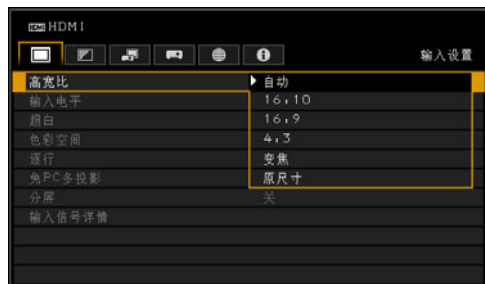 HDMI HDMI
输入设置
高宽比 自动
输入电平 16:10
超白 16:9
色彩空间 4:3
逐行 变焦
免PC多投影 原尺寸
分屏 关
输入信号详情